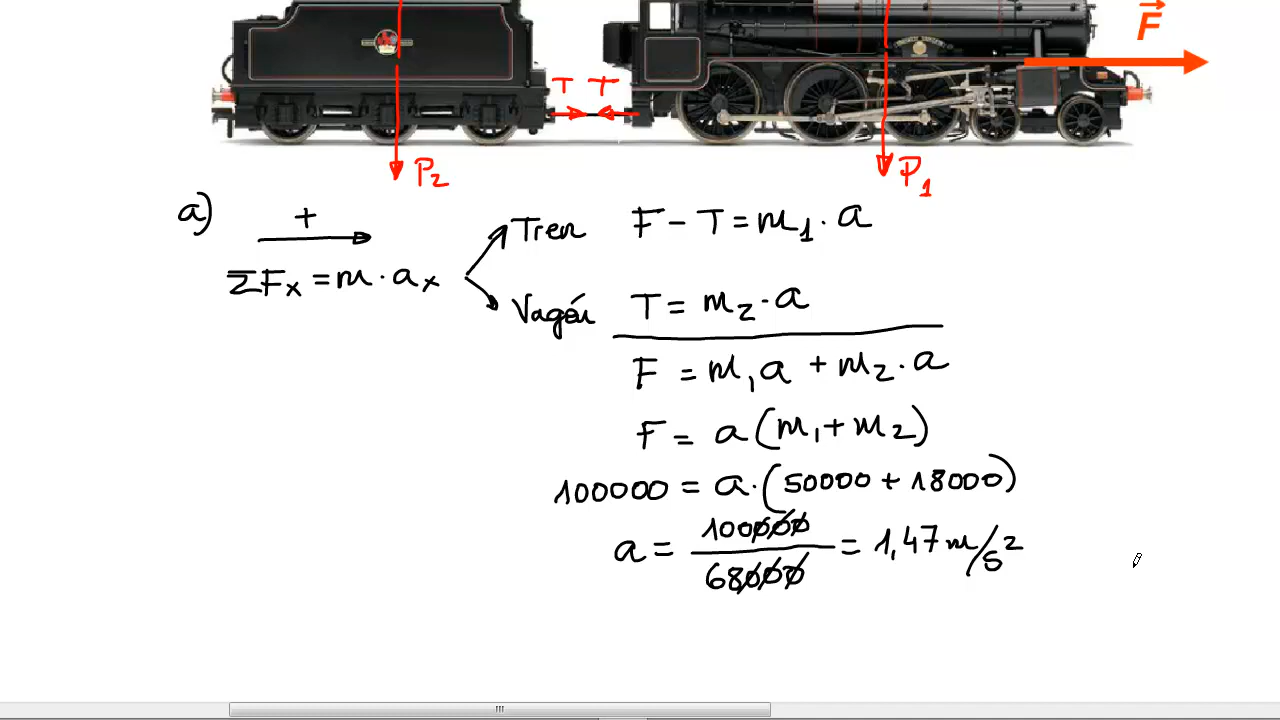 F
T T
P2 P1
a) +
ΣFx = m · ax
Tren F - T = m1 · a
Vagón T = m2 · a
F = m1 a + m2 · a
F = a (m1 + m2)
100000 = a · (50000 + 18000)
a = 100000 / 68000 = 1,47 m/s2